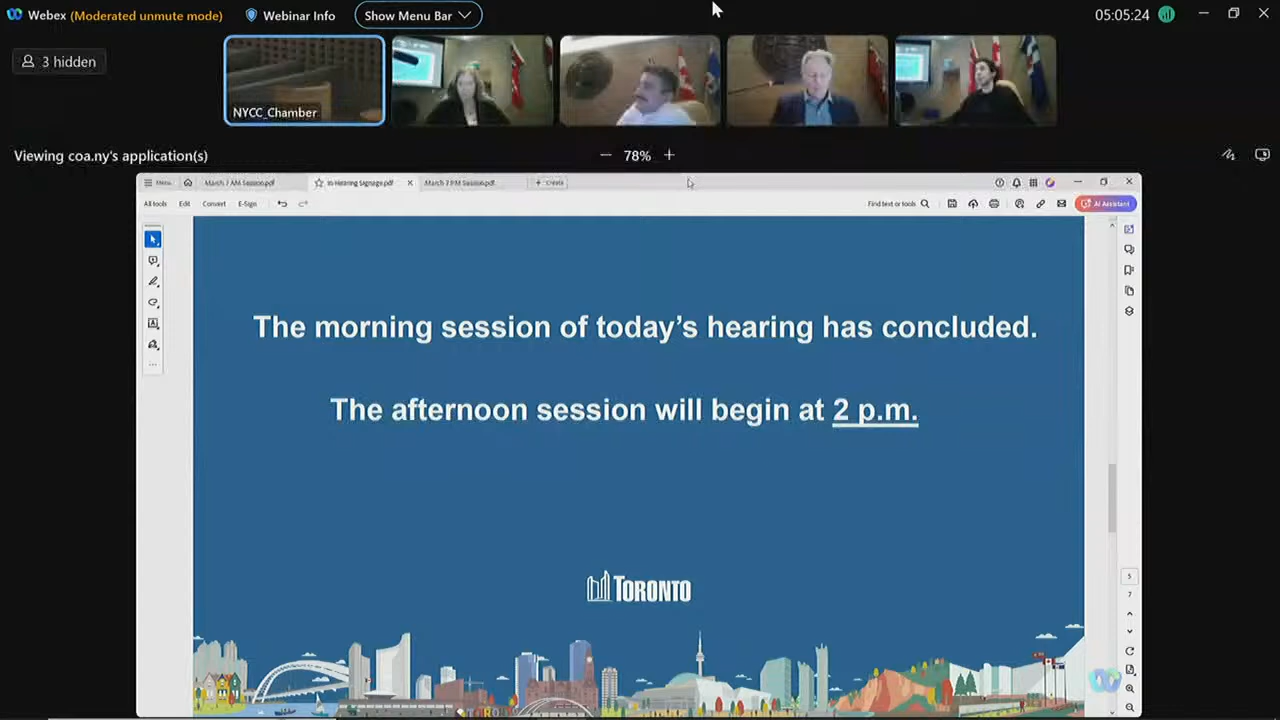 Webex (Moderated unmute mode)
Webinar Info
Show Menu Bar
05:05:24
3 hidden
NYCC_Chamber
Viewing coa.ny's application(s)
78%
Menu
March 7 AM Session.pdf
In Hearing Signage.pdf
March 7 PM Session.pdf
Create
All tools
Edit
Convert
E-Sign
Find text or tools
AI Assistant
The morning session of today's hearing has concluded.
The afternoon session will begin at 2 p.m.
TORONTO
5
7